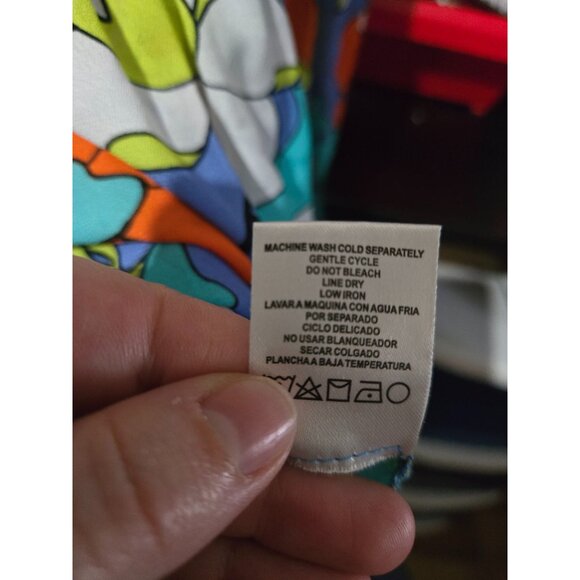 MACHINE WASH COLD SEPARATELY
GENTLE CYCLE
DO NOT BLEACH
LINE DRY
LOW IRON
LAVAR A MAQUINA CON AGUA FRIA
POR SEPARADO
CICLO DELICADO
NO USAR BLANQUEADOR
SECAR COLGADO
PLANCHA A BAJA TEMPERATURA